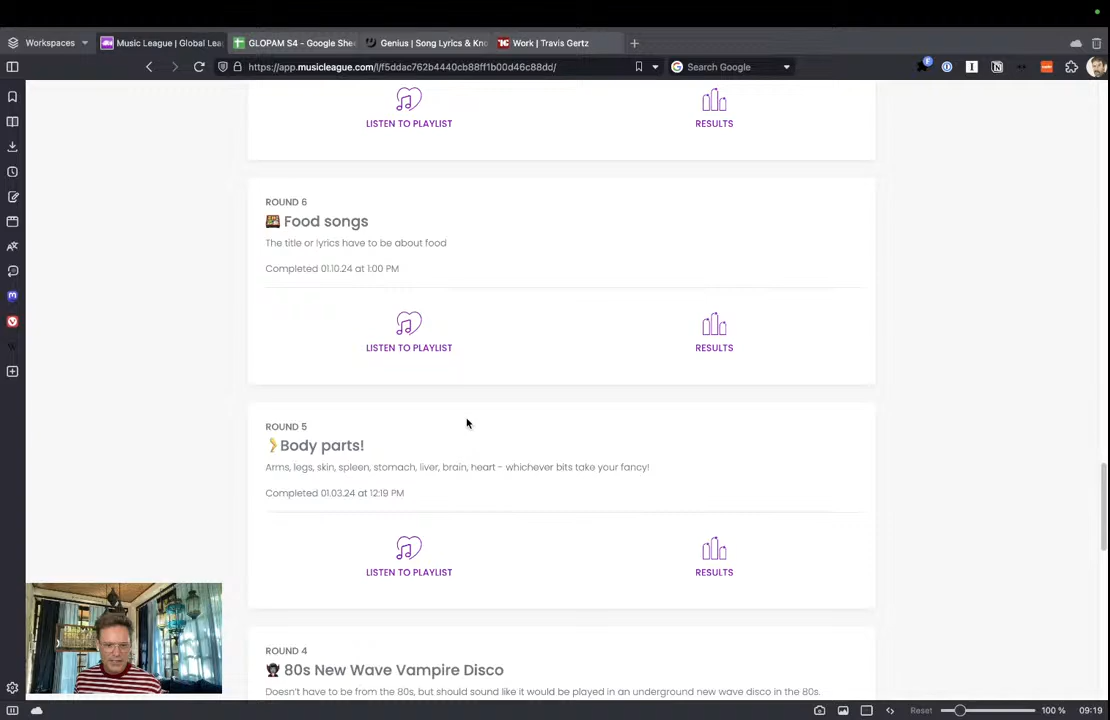 Workspaces
Music League | Global Lea
GLOPAM S4 - Google Shee
Genius | Song Lyrics & Kno
Work | Travis Gertz
https://app.musicleague.com/l/f5ddac762b4440cb88ff1b00d46c88dd/
Search Google
LISTEN TO PLAYLIST
RESULTS
ROUND 6
Food songs
The title or lyrics have to be about food
Completed 01.10.24 at 1:00 PM
LISTEN TO PLAYLIST
RESULTS
ROUND 5
Body parts!
Arms, legs, skin, spleen, stomach, liver, brain, heart - whichever bits take your fancy!
Completed 01.03.24 at 12:19 PM
LISTEN TO PLAYLIST
RESULTS
ROUND 4
80s New Wave Vampire Disco
Doesn't have to be from the 80s, but should sound like it would be played in an underground new wave disco in the 80s.
Reset
100 %
09:19